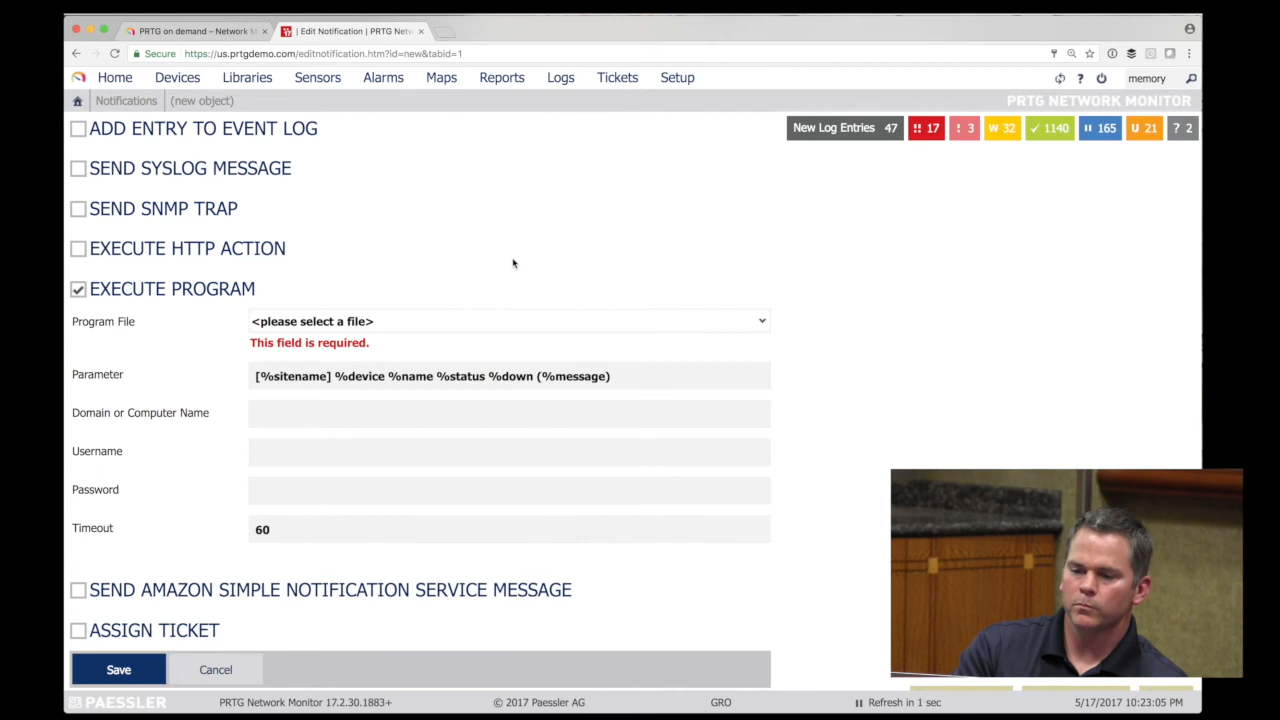 PRTG on demand – Network M
| Edit Notification | PRTG Netw
Secure https://us.prtgdemo.com/editnotification.htm?id=new&tabid=1
Home Devices Libraries Sensors Alarms Maps Reports Logs Tickets Setup memory
Notifications (new object) PRTG NETWORK MONITOR
New Log Entries 47 !! 17 ! 3 W 32 ✓ 1140 165 U 21 ? 2
ADD ENTRY TO EVENT LOG
SEND SYSLOG MESSAGE
SEND SNMP TRAP
EXECUTE HTTP ACTION
EXECUTE PROGRAM
Program File <please select a file>
This field is required.
Parameter [%sitename] %device %name %status %down (%message)
Domain or Computer Name
Username
Password
Timeout 60
SEND AMAZON SIMPLE NOTIFICATION SERVICE MESSAGE
ASSIGN TICKET
Save Cancel
PAESSLER PRTG Network Monitor 17.2.30.1883+ © 2017 Paessler AG GRO Refresh in 1 sec 5/17/2017 10:23:05 PM